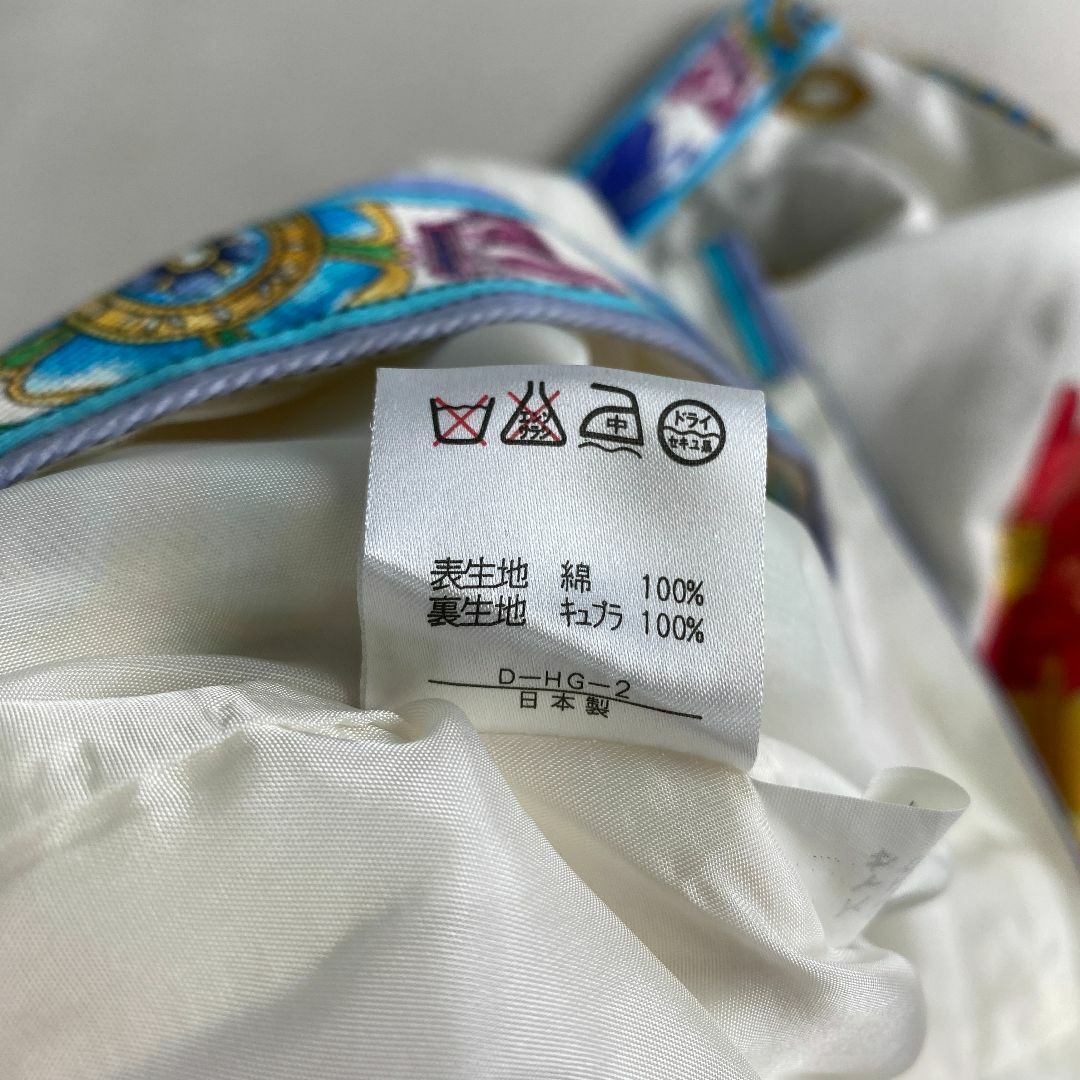 エンソ
サラシ
中
ドライ
セキユ系
表生地 綿 100%
裏生地 キュプラ 100%
D-HG-2
日本製